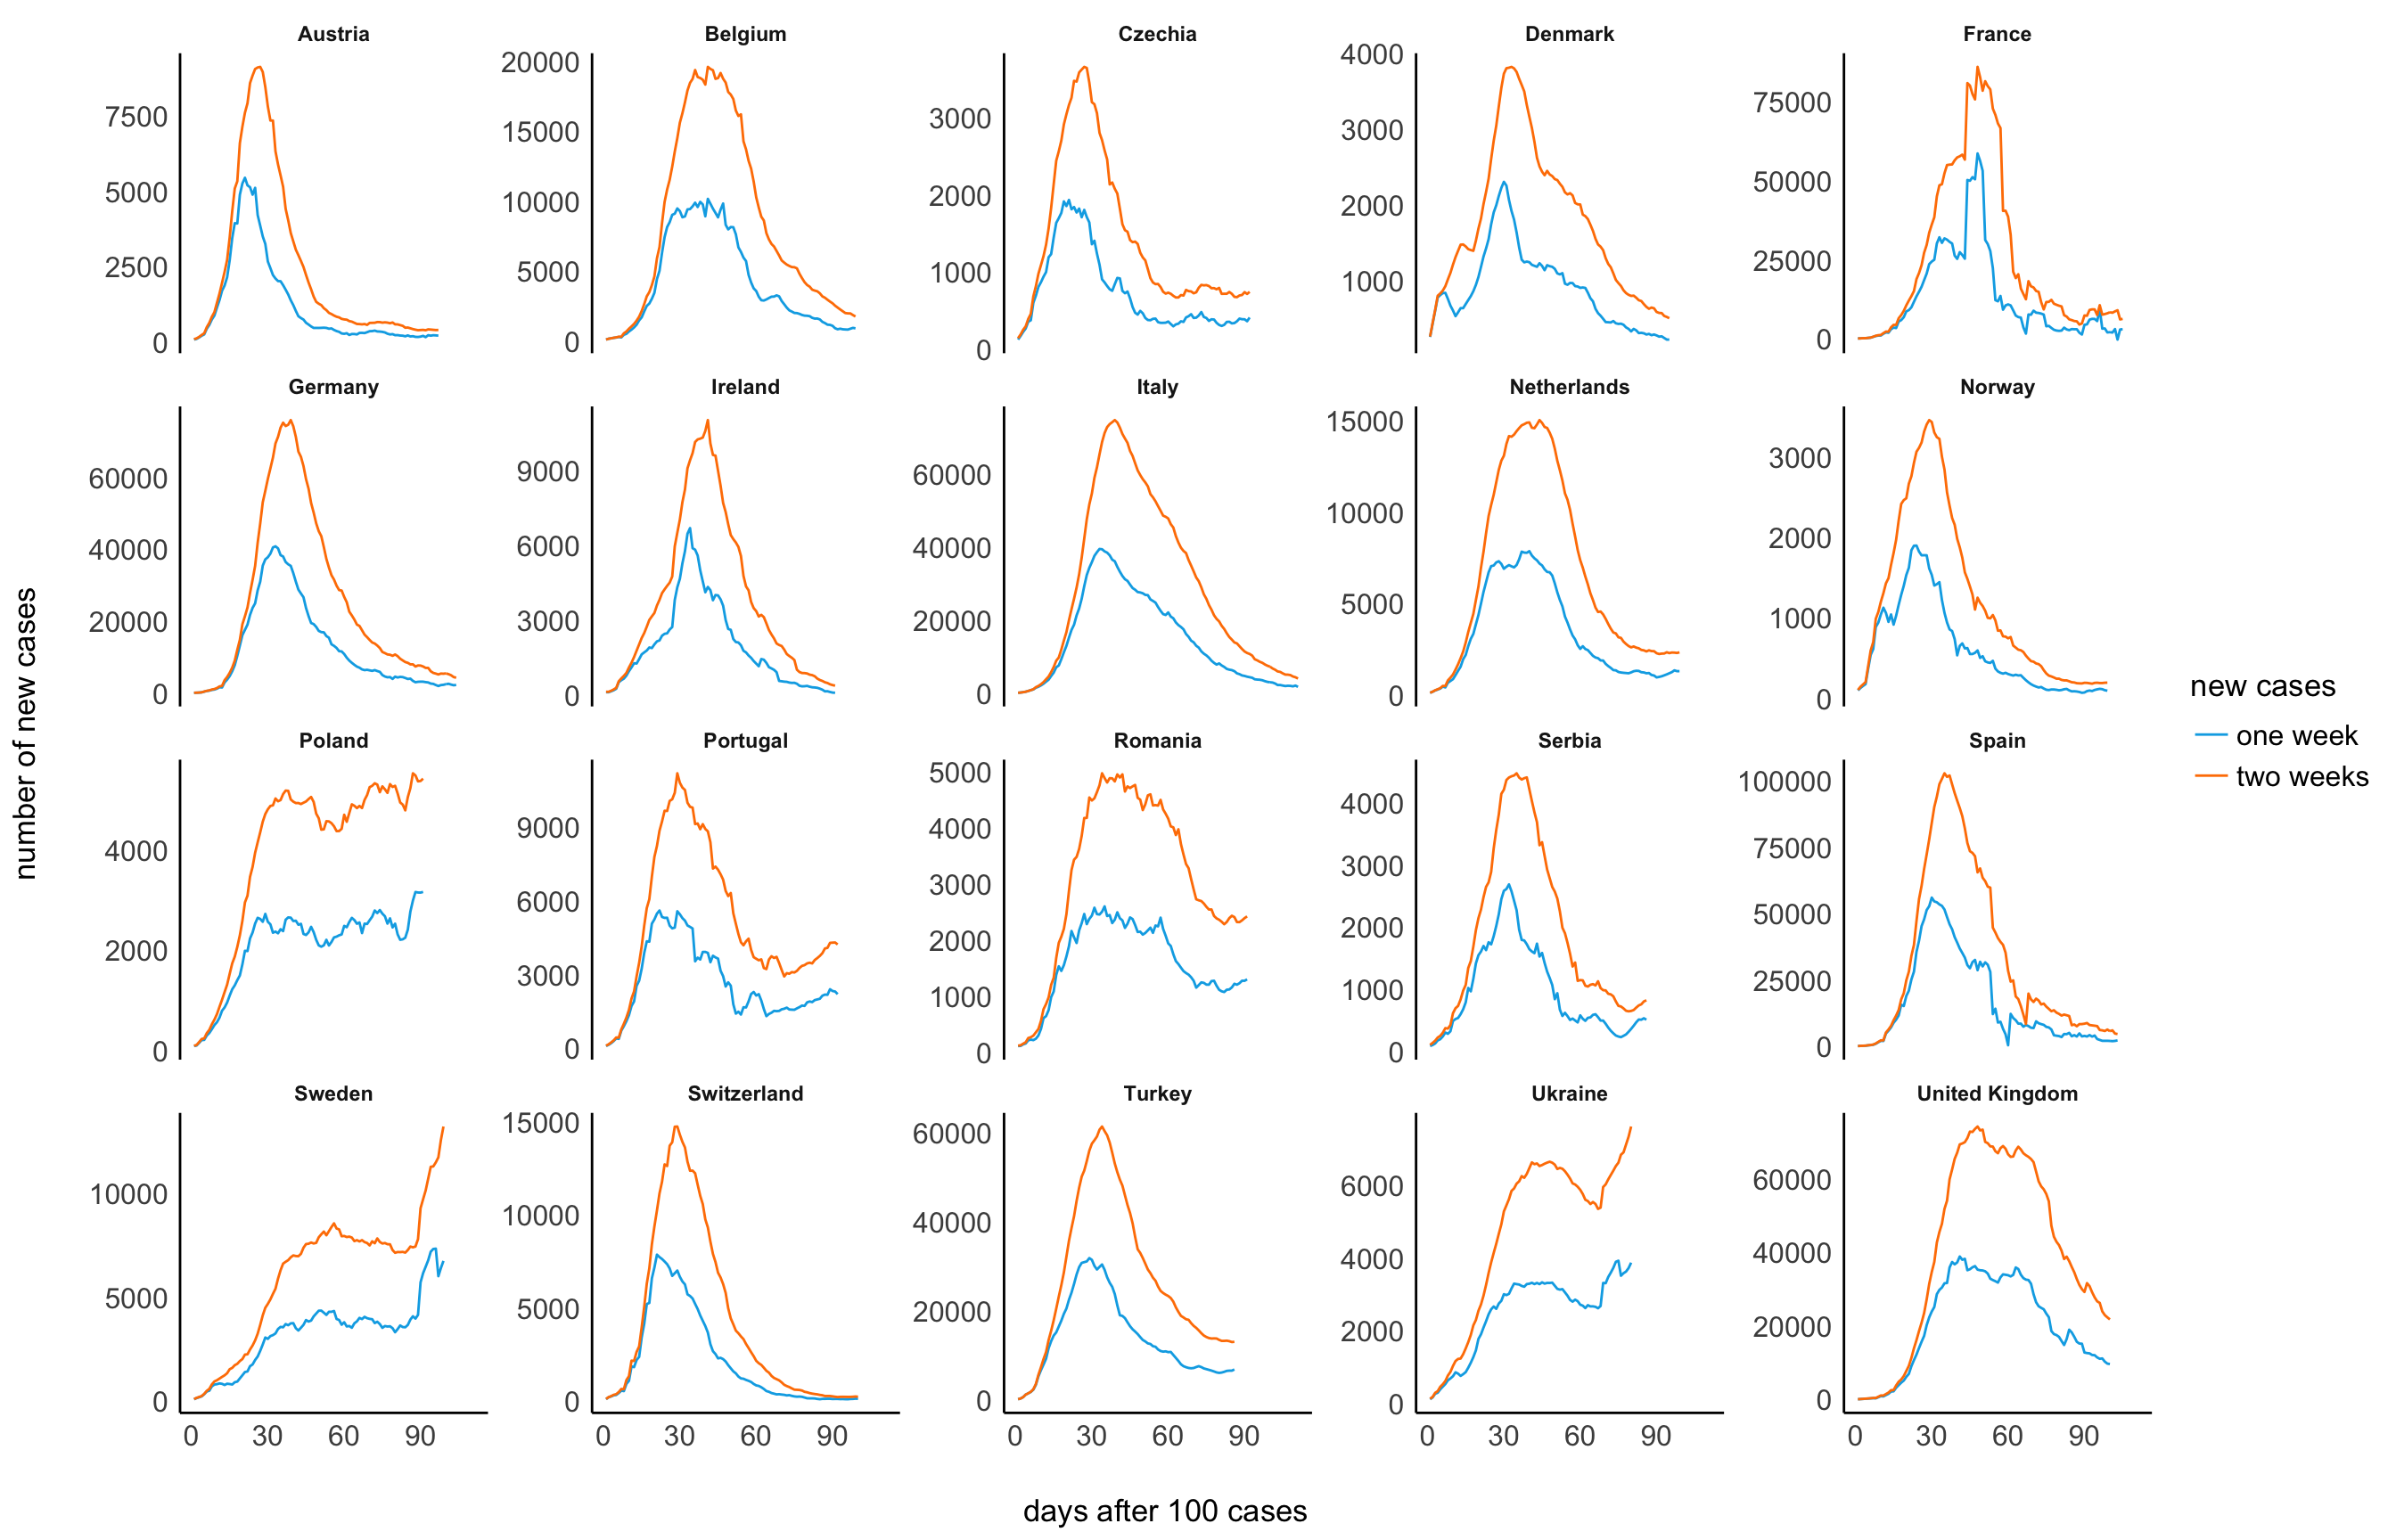 Austria
Belgium
Czechia
Denmark
France
7500
5000
2500
0
20000
15000
10000
5000
0
3000
2000
1000
0
4000
3000
2000
1000
75000
50000
25000
0
Germany
Ireland
Italy
Netherlands
Norway
60000
40000
20000
0
9000
6000
3000
0
60000
40000
20000
0
15000
10000
5000
0
3000
2000
1000
0
Poland
Portugal
Romania
Serbia
Spain
4000
2000
0
9000
6000
3000
0
5000
4000
3000
2000
1000
0
4000
3000
2000
1000
0
100000
75000
50000
25000
0
Sweden
Switzerland
Turkey
Ukraine
United Kingdom
10000
5000
0
15000
10000
5000
0
60000
40000
20000
0
6000
4000
2000
0
60000
40000
20000
0
0 30 60 90
0 30 60 90
0 30 60 90
0 30 60 90
0 30 60 90
days after 100 cases
number of new cases
new cases
one week
two weeks